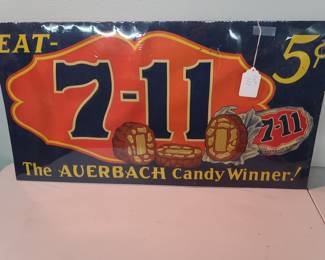 EAT-
5¢
7-11
7-11
The AUERBACH Candy Winner!